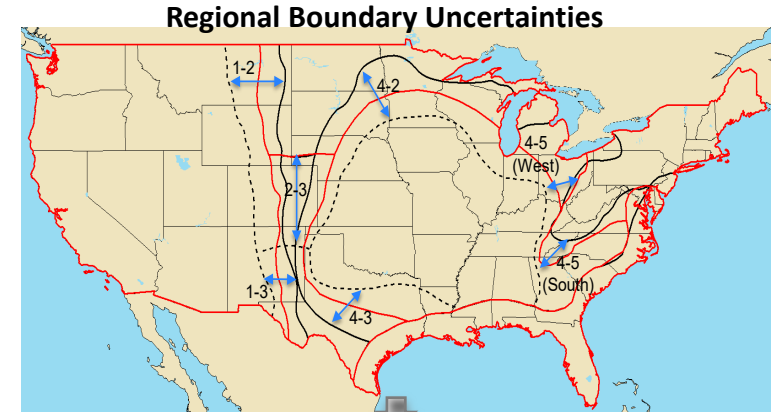 Regional Boundary Uncertainties
1-2
4-2
4-5
(West)
2-3
4-5
(South)
1-3
4-3